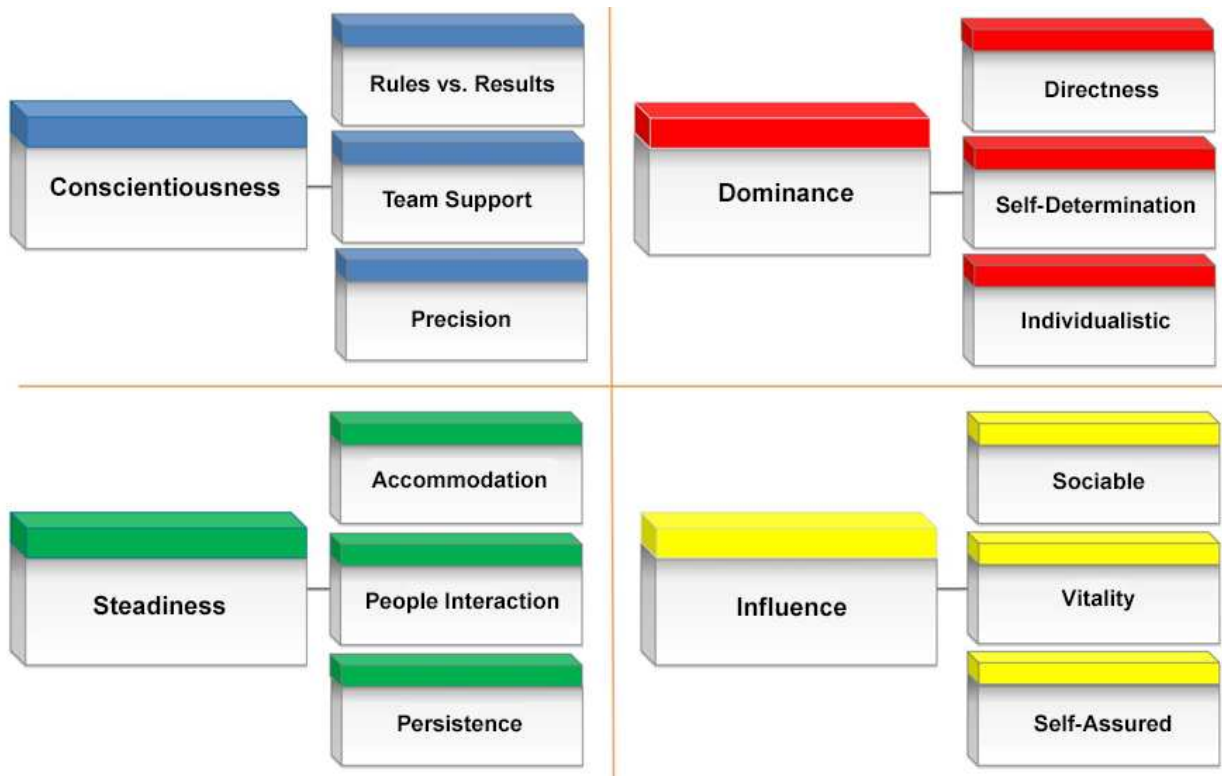 Conscientiousness
Rules vs. Results
Team Support
Precision
Dominance
Directness
Self-Determination
Individualistic
Steadiness
Accommodation
People Interaction
Persistence
Influence
Sociable
Vitality
Self-Assured